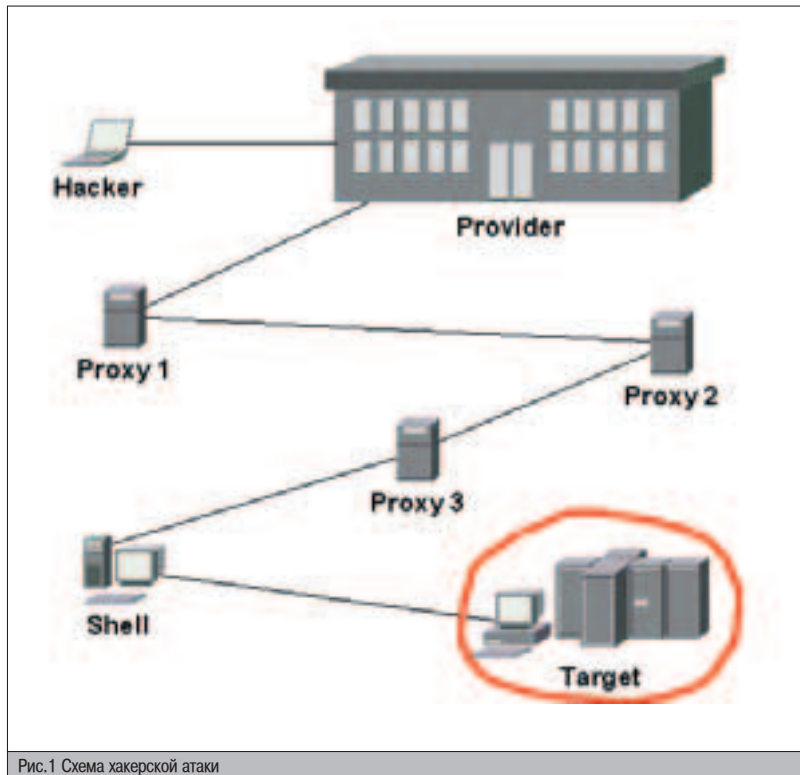 Hacker
Provider
Proxy 1
Proxy 2
Proxy 3
Shell
Target
Рис.1 Схема хакерской атаки